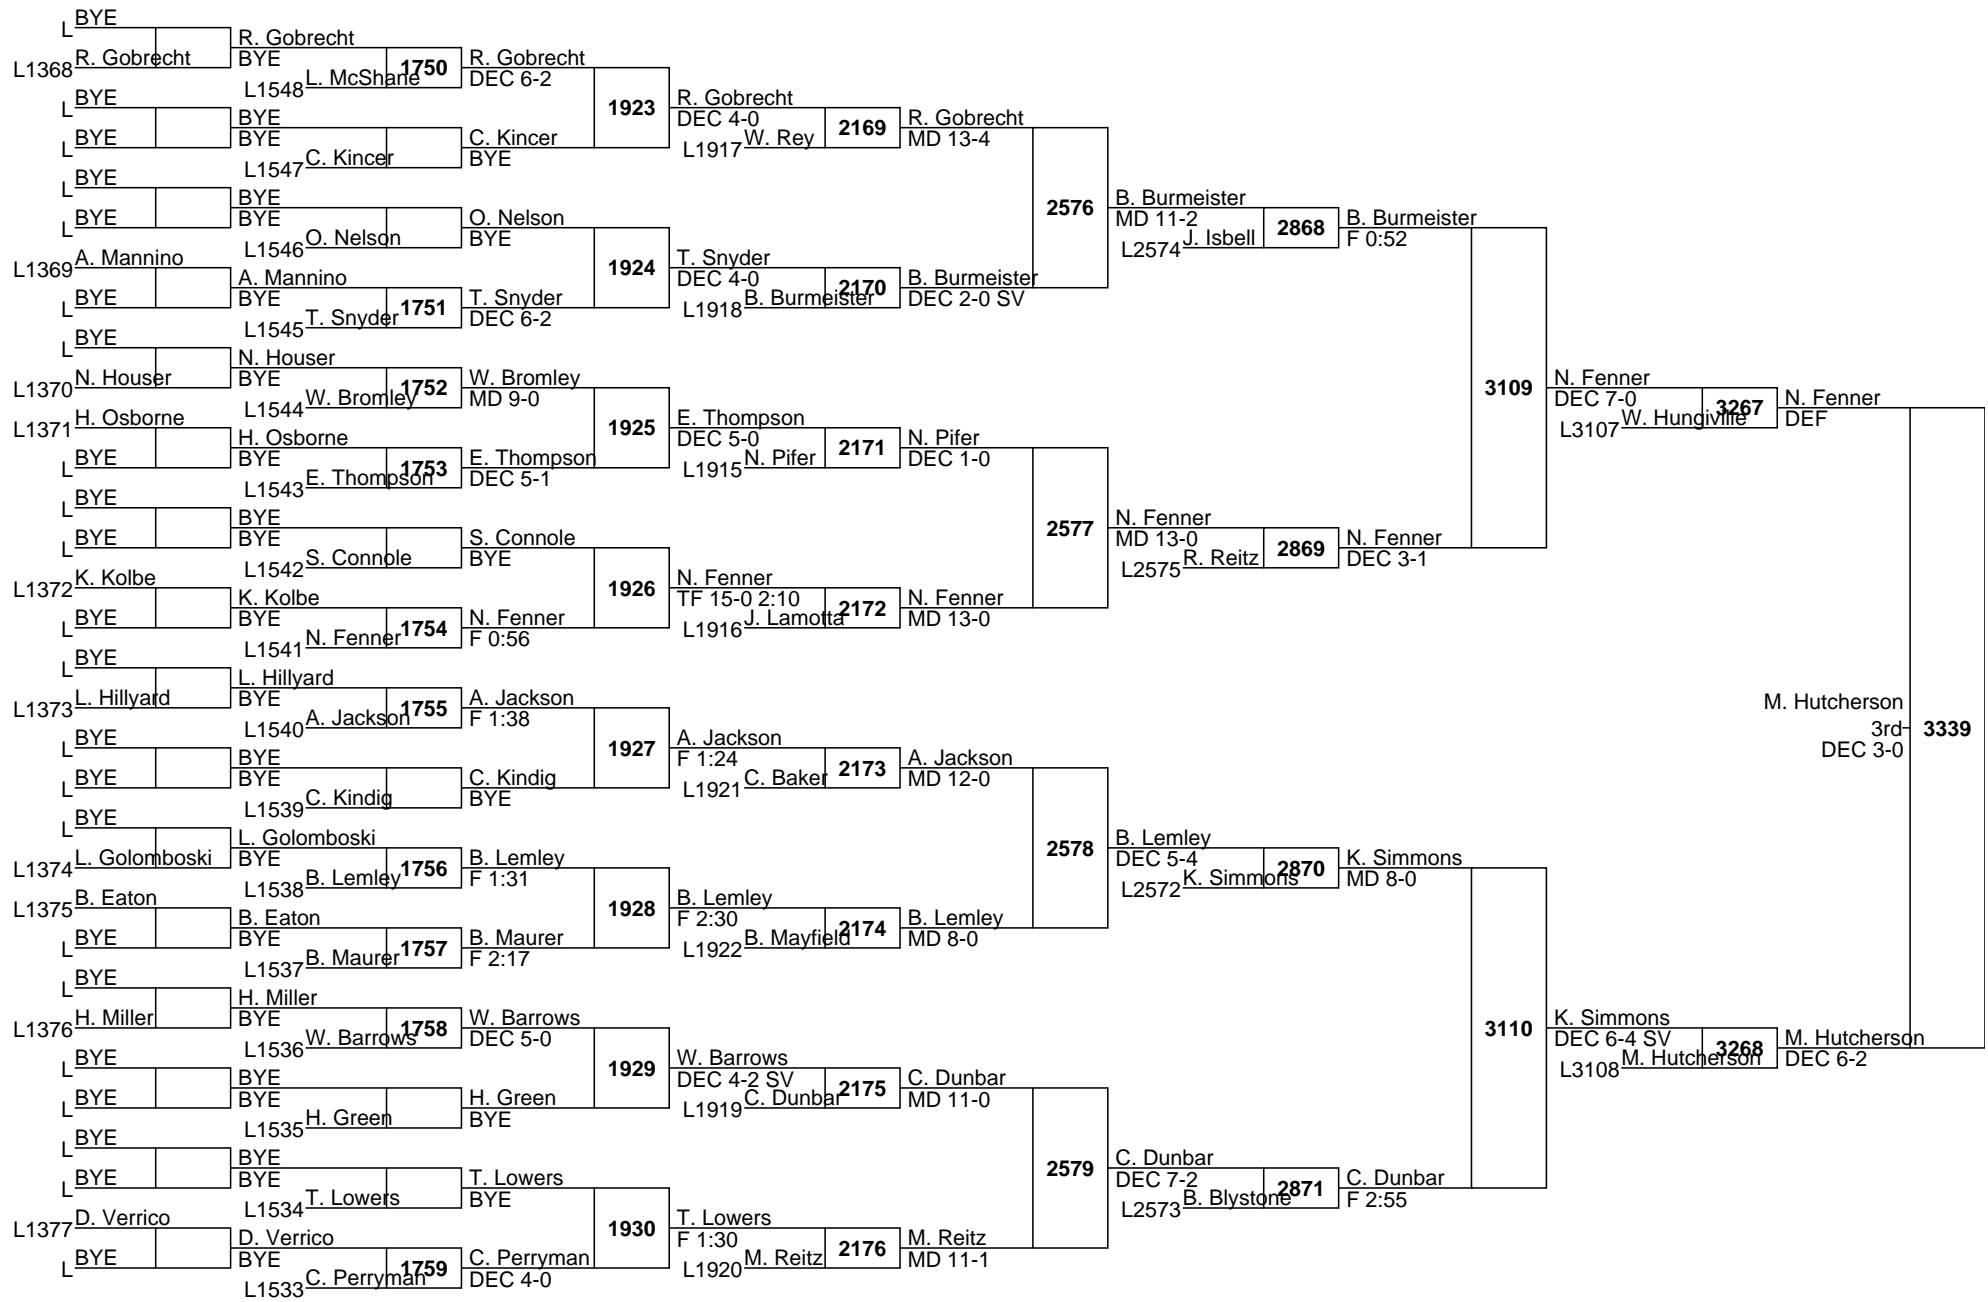 BYE
L
R. Gobrecht
L1368
R. Gobrecht
BYE
L1548
L. McShane
1750
R. Gobrecht
DEC 6-2
BYE
L
BYE
L
BYE
BYE
L1547
C. Kincer
C. Kincer
BYE
1923
R. Gobrecht
DEC 4-0
L1917
W. Rey
2169
R. Gobrecht
MD 13-4
BYE
L
BYE
L
BYE
BYE
L1546
O. Nelson
O. Nelson
BYE
L1369
A. Mannino
BYE
L
A. Mannino
BYE
L1545
T. Snyder
1751
T. Snyder
DEC 6-2
1924
T. Snyder
DEC 4-0
L1918
B. Burmeister
2170
B. Burmeister
DEC 2-0 SV
2576
B. Burmeister
MD 11-2
L2574
J. Isbell
2868
B. Burmeister
F 0:52
BYE
L
N. Houser
L1370
N. Houser
BYE
L1544
W. Bromley
1752
W. Bromley
MD 9-0
L1371
H. Osborne
BYE
L
H. Osborne
BYE
L1543
E. Thompson
1753
E. Thompson
DEC 5-1
1925
E. Thompson
DEC 5-0
L1915
N. Pifer
2171
N. Pifer
DEC 1-0
BYE
L
BYE
L
BYE
BYE
L1542
S. Connole
S. Connole
BYE
L1372
K. Kolbe
BYE
L
K. Kolbe
BYE
L1541
N. Fenner
1754
N. Fenner
F 0:56
1926
N. Fenner
TF 15-0 2:10
L1916
J. Lamotta
2172
N. Fenner
MD 13-0
2577
N. Fenner
MD 13-0
L2575
R. Reitz
2869
N. Fenner
DEC 3-1
3109
N. Fenner
DEC 7-0
L3107
W. Hungiville
3267
N. Fenner
DEF
BYE
L
L. Hillyard
L1373
L. Hillyard
BYE
L1540
A. Jackson
1755
A. Jackson
F 1:38
BYE
L
BYE
L
BYE
BYE
L1539
C. Kindig
C. Kindig
BYE
1927
A. Jackson
F 1:24
L1921
C. Baker
2173
A. Jackson
MD 12-0
BYE
L
L. Golomboski
L1374
L. Golomboski
BYE
L1538
B. Lemley
1756
B. Lemley
F 1:31
L1375
B. Eaton
BYE
L
B. Eaton
BYE
L1537
B. Maurer
1757
B. Maurer
F 2:17
1928
B. Lemley
F 2:30
L1922
B. Mayfield
2174
B. Lemley
MD 8-0
2578
B. Lemley
DEC 5-4
L2572
K. Simmons
2870
K. Simmons
MD 8-0
BYE
L
H. Miller
L1376
H. Miller
BYE
L1536
W. Barrows
1758
W. Barrows
DEC 5-0
BYE
L
BYE
L
BYE
BYE
L1535
H. Green
H. Green
BYE
1929
W. Barrows
DEC 4-2 SV
L1919
C. Dunbar
2175
C. Dunbar
MD 11-0
BYE
L
BYE
L
BYE
BYE
L1534
T. Lowers
T. Lowers
BYE
L1377
D. Verrico
BYE
L
D. Verrico
BYE
L1533
C. Perryman
1759
C. Perryman
DEC 4-0
1930
T. Lowers
F 1:30
L1920
M. Reitz
2176
M. Reitz
MD 11-1
2579
C. Dunbar
DEC 7-2
L2573
B. Blystone
2871
C. Dunbar
F 2:55
3110
K. Simmons
DEC 6-4 SV
L3108
M. Hutcherson
3268
M. Hutcherson
DEC 6-2
M. Hutcherson
3rd
DEC 3-0
3339